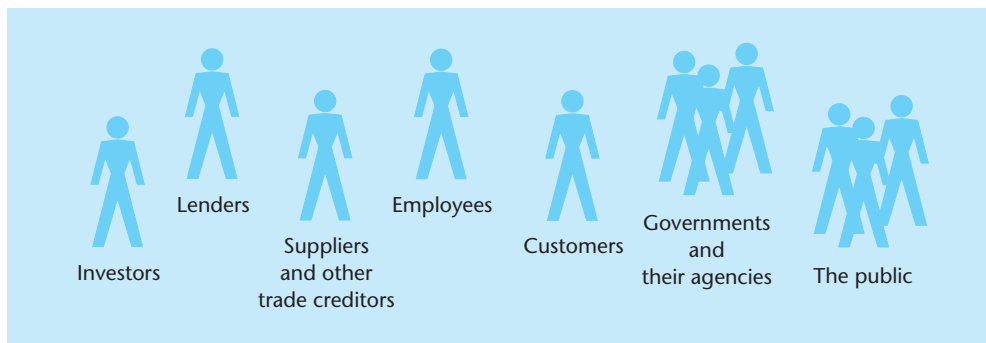 Investors
Lenders
Suppliers
and other
trade creditors
Employees
Customers
Governments
and
their agencies
The public